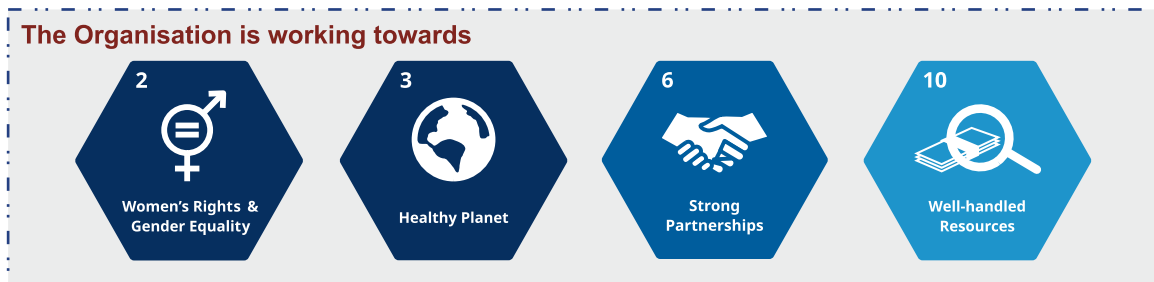 The Organisation is working towards
2
Women's Rights &
Gender Equality
3
Healthy Planet
6
Strong
Partnerships
10
Well-handled
Resources